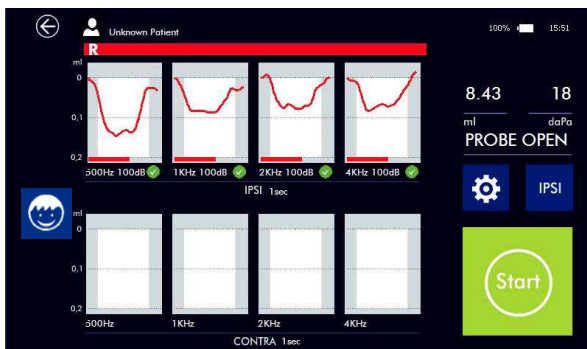 Unknown Patient
100% 15:51
R
ml
0
0,1
0,2
500Hz 100dB 1KHz 100dB 2KHz 100dB 4KHz 100dB
IPSI 1sec
8.43 18
ml daPa
PROBE OPEN
IPSI
ml
0
0,1
0,2
500Hz 1KHz 2KHz 4KHz
CONTRA 1sec
Start